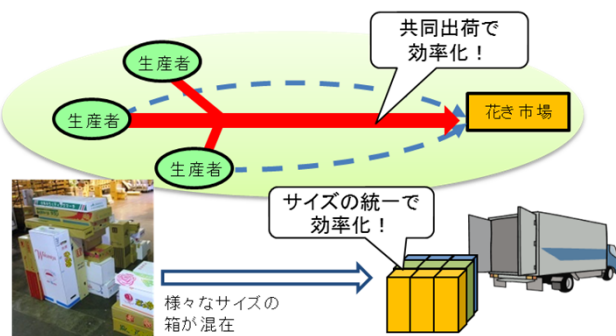 共同出荷で
効率化！
生産者
生産者
生産者
花き市場
サイズの統一で
効率化！
様々なサイズの
箱が混在